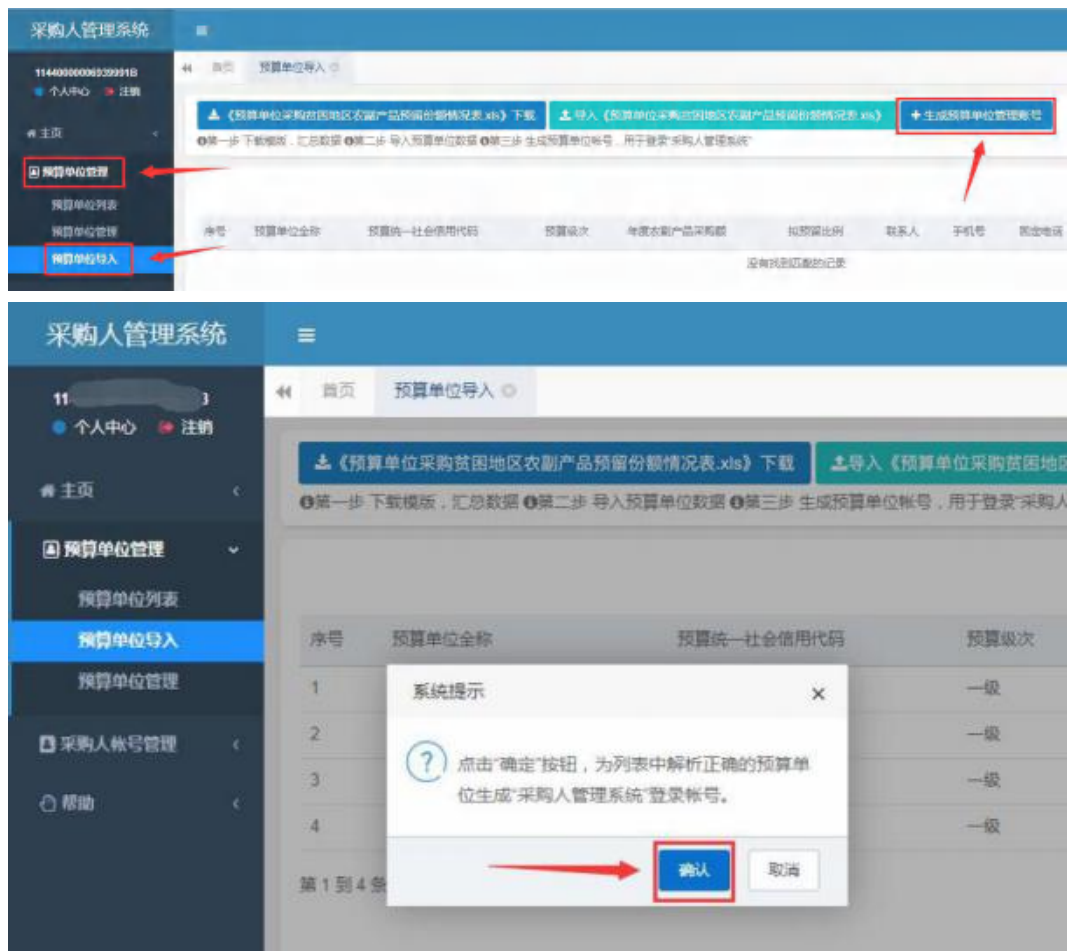 采购人管理系统
首页 预算单位导入
个人中心 注销
《预算单位采购贫困地区农副产品预留份额情况表.xls》下载 导入《预算单位采购贫困地区农副产品预留份额情况表.xls》 +生成预算单位管理账号
主页
第一步 下载模版，汇总数据 第二步 导入预算单位数据 第三步 生成预算单位帐号，用于登录"采购人管理系统"
预算单位管理
预算单位列表
预算单位管理
预算单位导入
序号 预算单位全称 预算统一社会信用代码 预算级次 年度农副产品采购额 拟预留比例 联系人 手机号 固定电话
没有找到匹配的记录
采购人管理系统
11 3
个人中心 注销
首页 预算单位导入
《预算单位采购贫困地区农副产品预留份额情况表.xls》下载 导入《预算单位采购贫困地区
第一步 下载模版，汇总数据 第二步 导入预算单位数据 第三步 生成预算单位帐号，用于登录"采购人
主页
预算单位管理
预算单位列表
预算单位导入
预算单位管理
采购人帐号管理
帮助
序号 预算单位全称 预算统一社会信用代码 预算级次
1 一级
2 一级
3 一级
4 一级
第 1 到 4 条
系统提示 ×
点击"确定"按钮，为列表中解析正确的预算单
位生成"采购人管理系统"登录帐号。
确认 取消